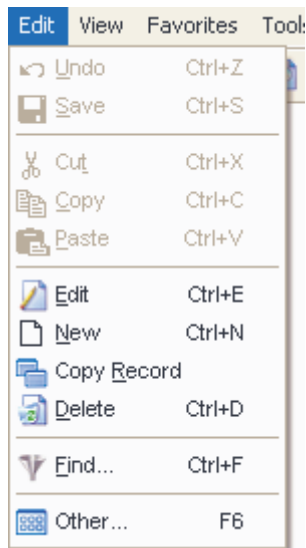 Edit View Favorites Tools
Undo Ctrl+Z
Save Ctrl+S
Cut Ctrl+X
Copy Ctrl+C
Paste Ctrl+V
Edit Ctrl+E
New Ctrl+N
Copy Record
Delete Ctrl+D
Find... Ctrl+F
Other... F6